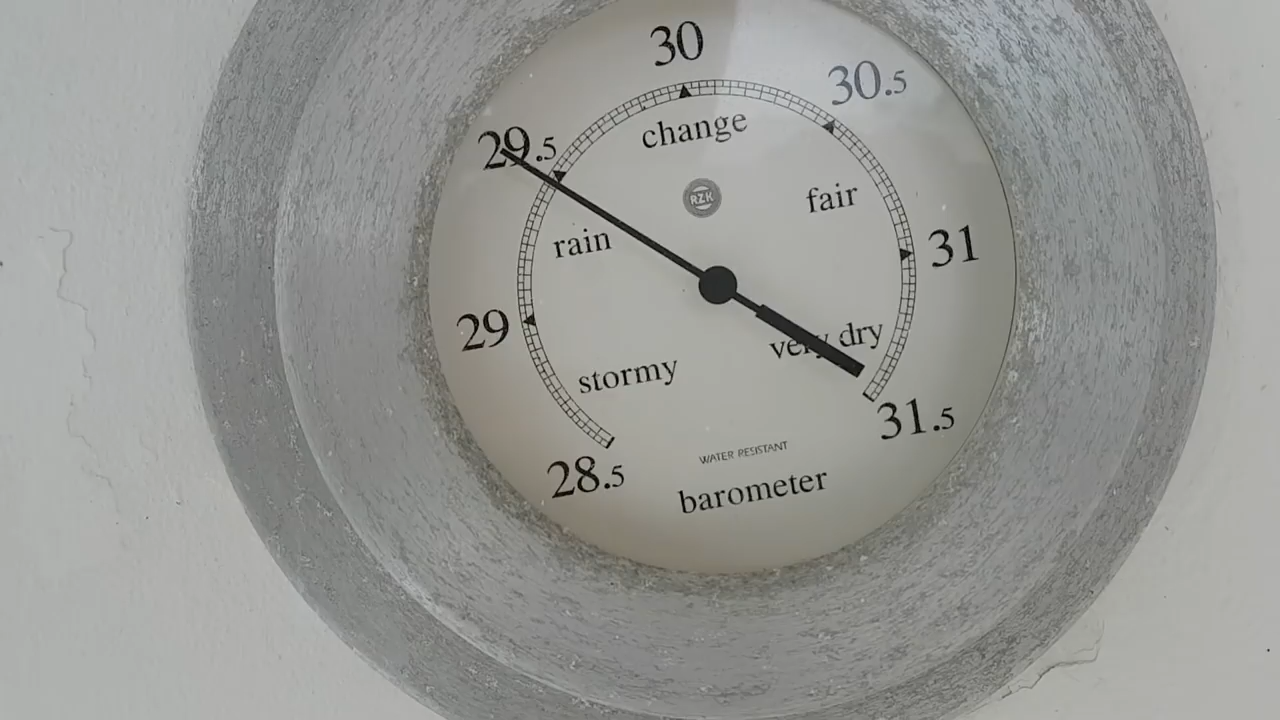 30
30.5
29.5
change
RZK
fair
rain
31
29
very dry
stormy
31.5
28.5
WATER RESISTANT
barometer